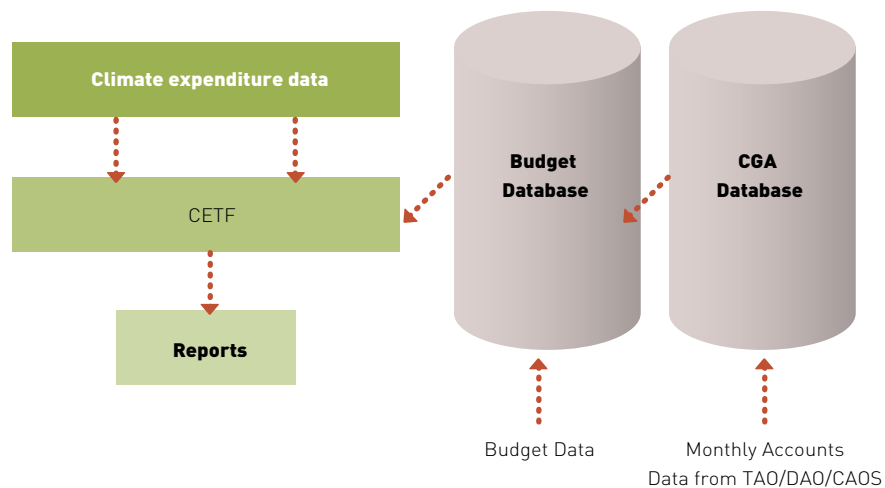 Climate expenditure data
CETF
Reports
Budget
Database
CGA
Database
Budget Data
Monthly Accounts
Data from TAO/DAO/CAOS